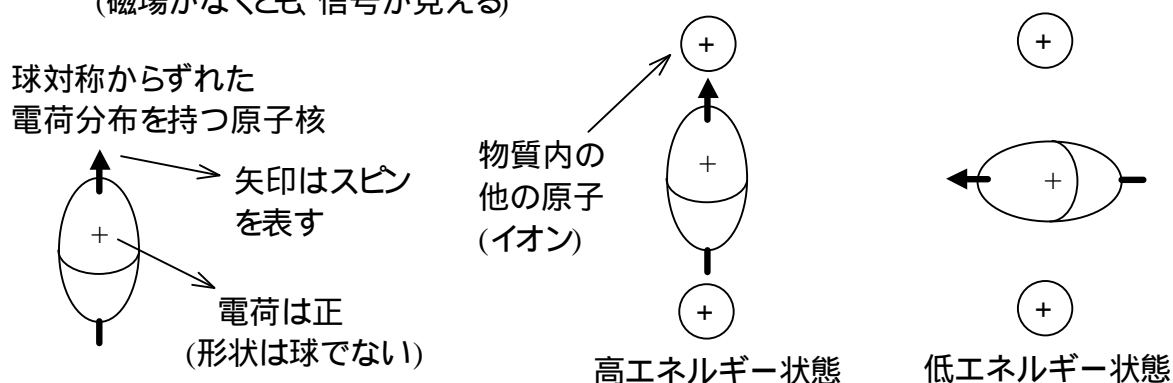 (磁場がなくとも、信号が見える)
球対称からずれた
電荷分布を持つ原子核
矢印はスピン
を表す
+
電荷は正
(形状は球でない)
物質内の
他の原子
(イオン)
+
+
+
高エネルギー状態
+
+
+
低エネルギー状態